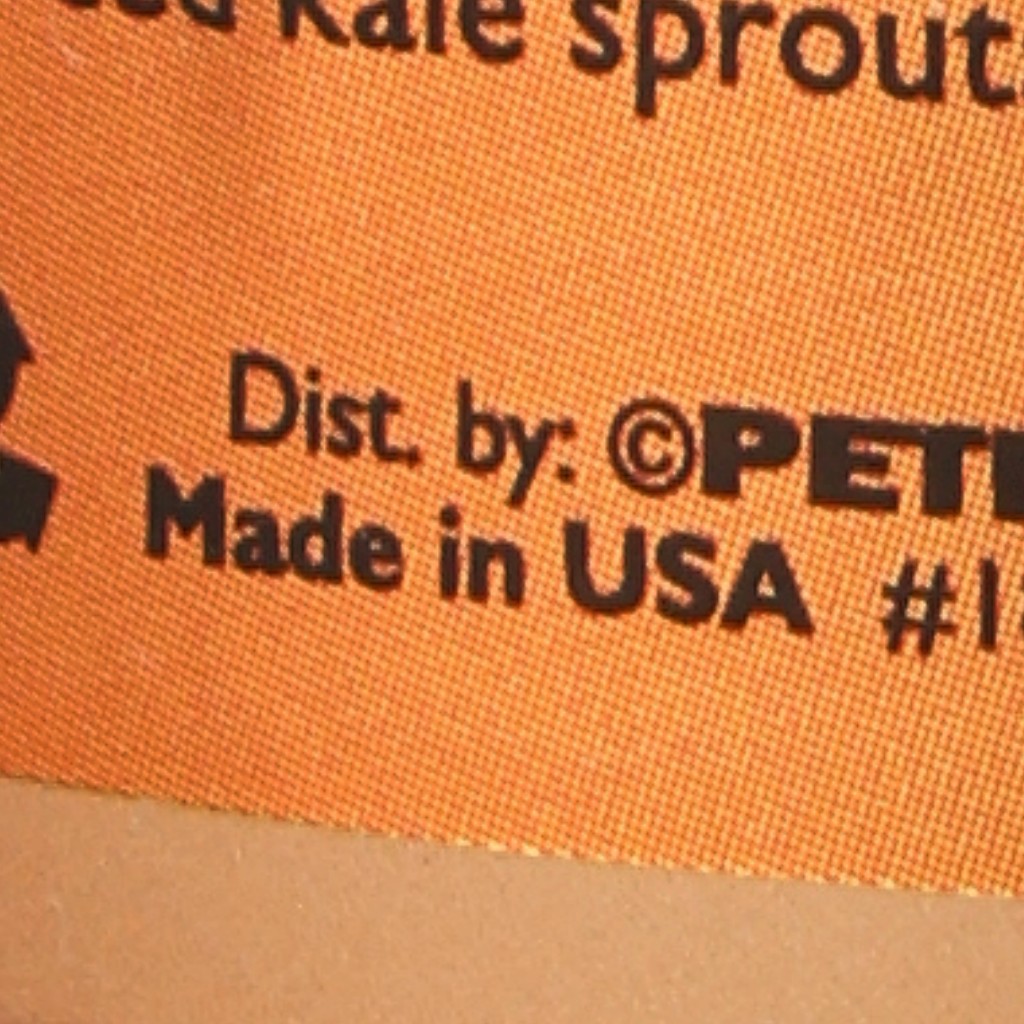 Kale sprouts
Dist. by: ©PET
Made in USA #1